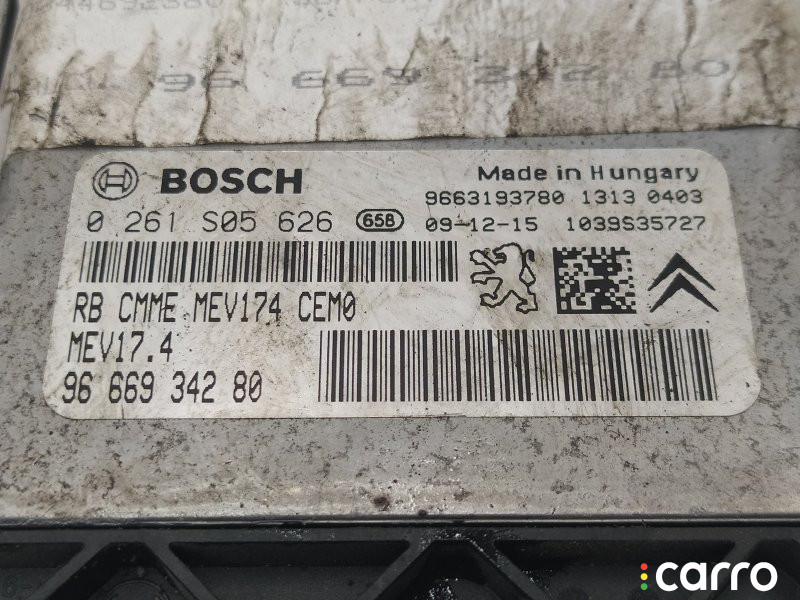 96 669 342 80
BOSCH
Made in Hungary
0 261 S05 626 65B
9663193780 1313 0403
09-12-15 1039S35727
RB CMME MEV174 CEM0
MEV17.4
96 669 342 80
carro